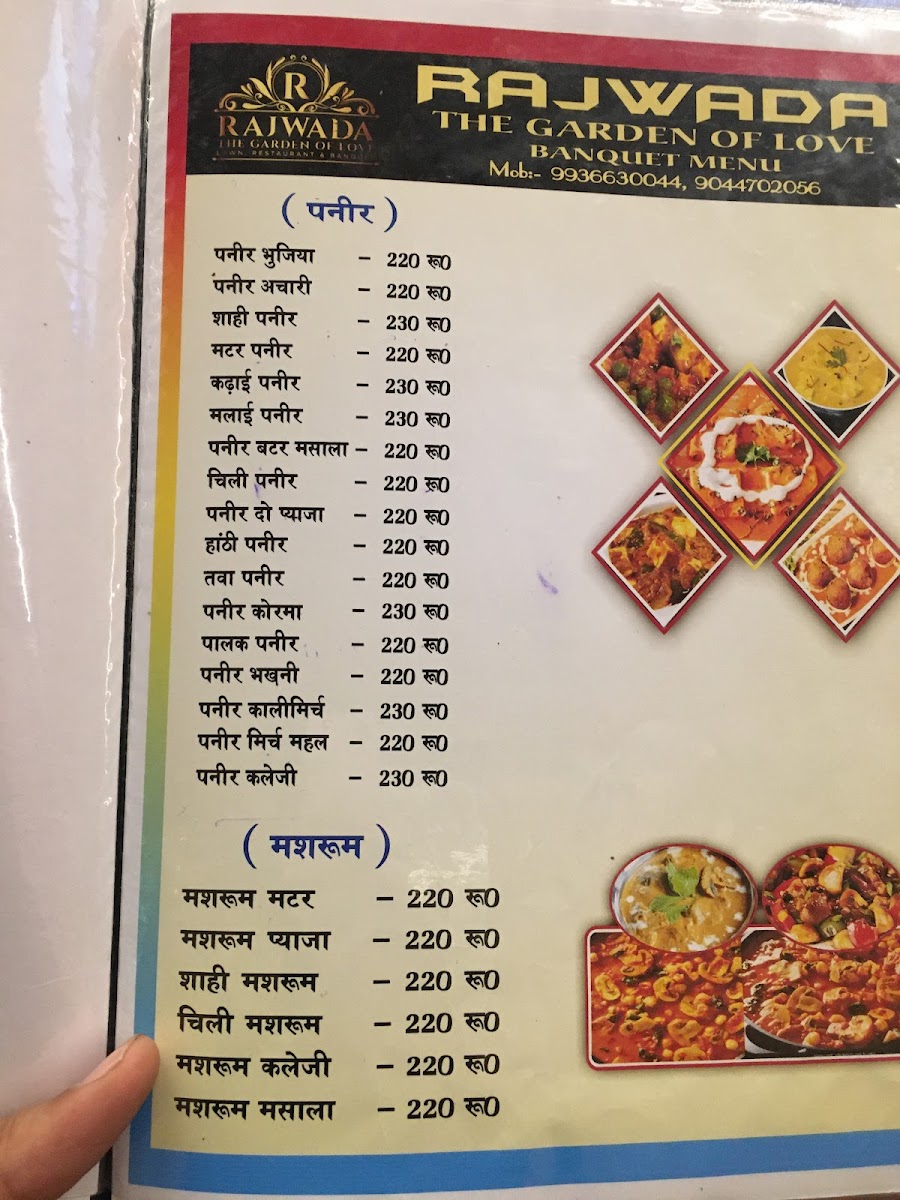 R
RAJWADA
THE GARDEN OF LOVE
LAWN, RESTAURANT & BANQUET
RAJWADA
THE GARDEN OF LOVE
BANQUET MENU
Mob:- 9936630044, 9044702056
( पनीर )
पनीर भुजिया – 220 रू0
पनीर अचारी – 220 रू0
शाही पनीर – 230 रू0
मटर पनीर – 220 रू0
कढ़ाई पनीर – 230 रू0
मलाई पनीर – 230 रू0
पनीर बटर मसाला – 220 रू0
चिली पनीर – 220 रू0
पनीर दो प्याजा – 220 रू0
हांठी पनीर – 220 रू0
तवा पनीर – 220 रू0
पनीर कोरमा – 230 रू0
पालक पनीर – 220 रू0
पनीर भखनी – 220 रू0
पनीर कालीमिर्च – 230 रू0
पनीर मिर्च महल – 220 रू0
पनीर कलेजी – 230 रू0
( मशरूम )
मशरूम मटर – 220 रू0
मशरूम प्याजा – 220 रू0
शाही मशरूम – 220 रू0
चिली मशरूम – 220 रू0
मशरूम कलेजी – 220 रू0
मशरूम मसाला – 220 रू0